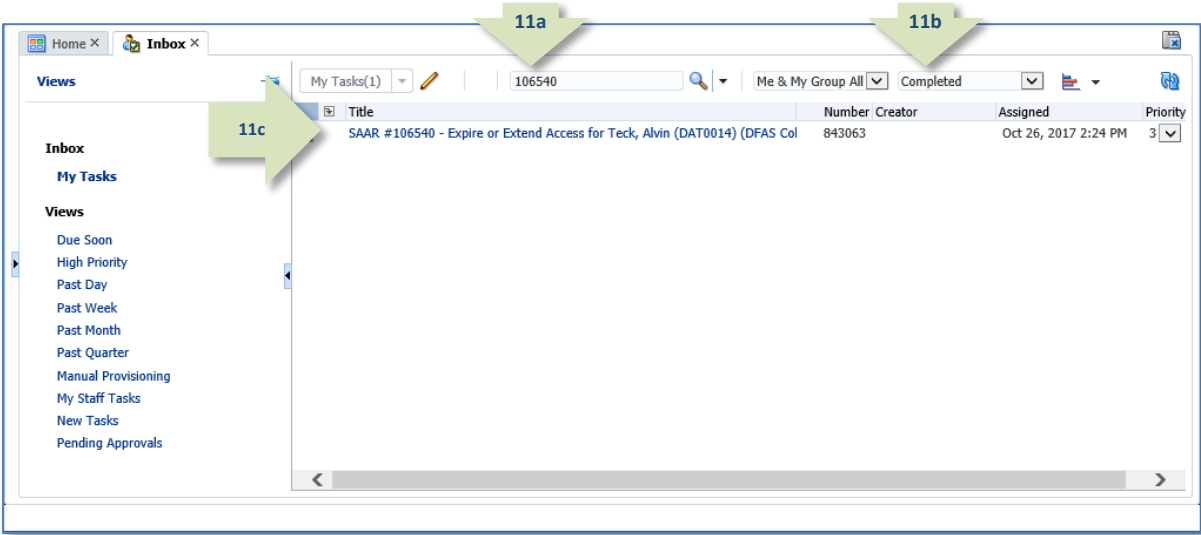 11a
11b
Home ×
Inbox ×
Views
My Tasks(1)
106540
Me & My Group All
Completed
Title
Number
Creator
Assigned
Priority
11c
SAAR #106540 - Expire or Extend Access for Teck, Alvin (DAT0014) (DFAS Col
843063
Oct 26, 2017 2:24 PM
3
Inbox
My Tasks
Views
Due Soon
High Priority
Past Day
Past Week
Past Month
Past Quarter
Manual Provisioning
My Staff Tasks
New Tasks
Pending Approvals